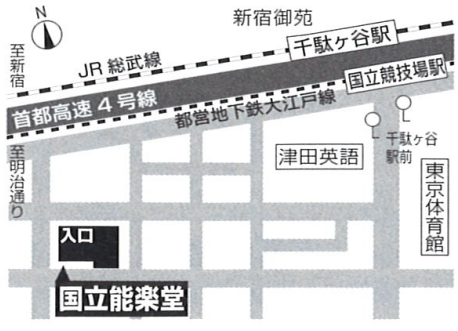 N
新宿御苑
至新宿
JR 総武線
千駄ヶ谷駅
首都高速4号線
国立競技場駅
都営地下鉄大江戸線
至明治通り
津田英語
千駄ヶ谷
駅前
東京体育館
入口
国立能楽堂